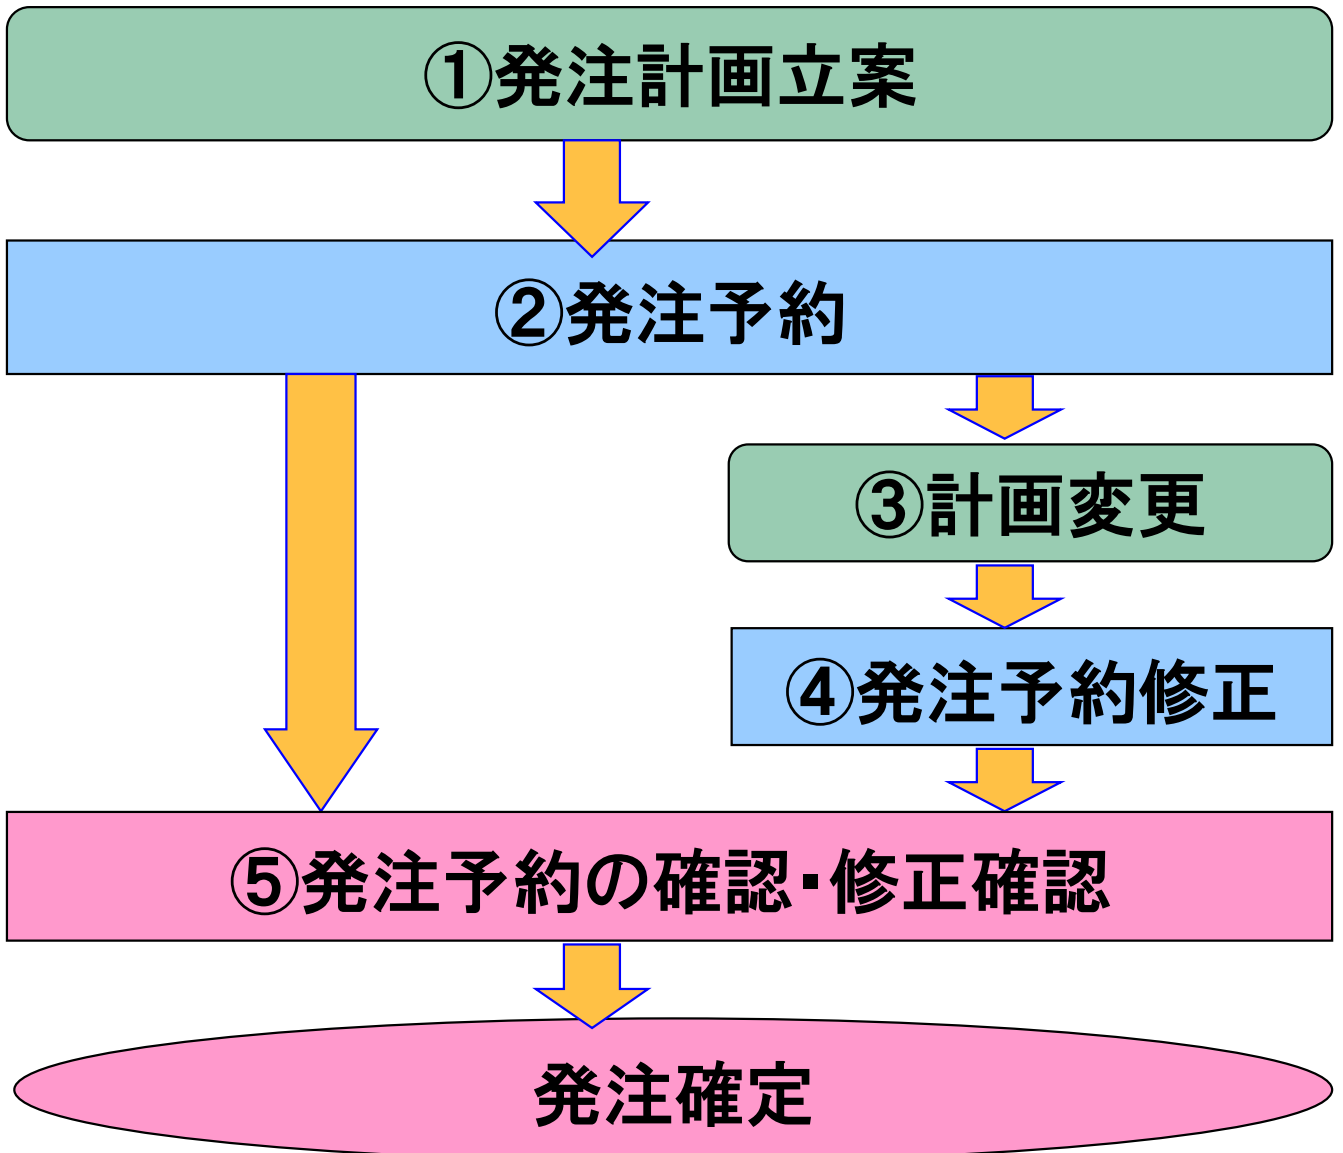 ①発注計画立案
②発注予約
③計画変更
④発注予約修正
⑤発注予約の確認・修正確認
発注確定